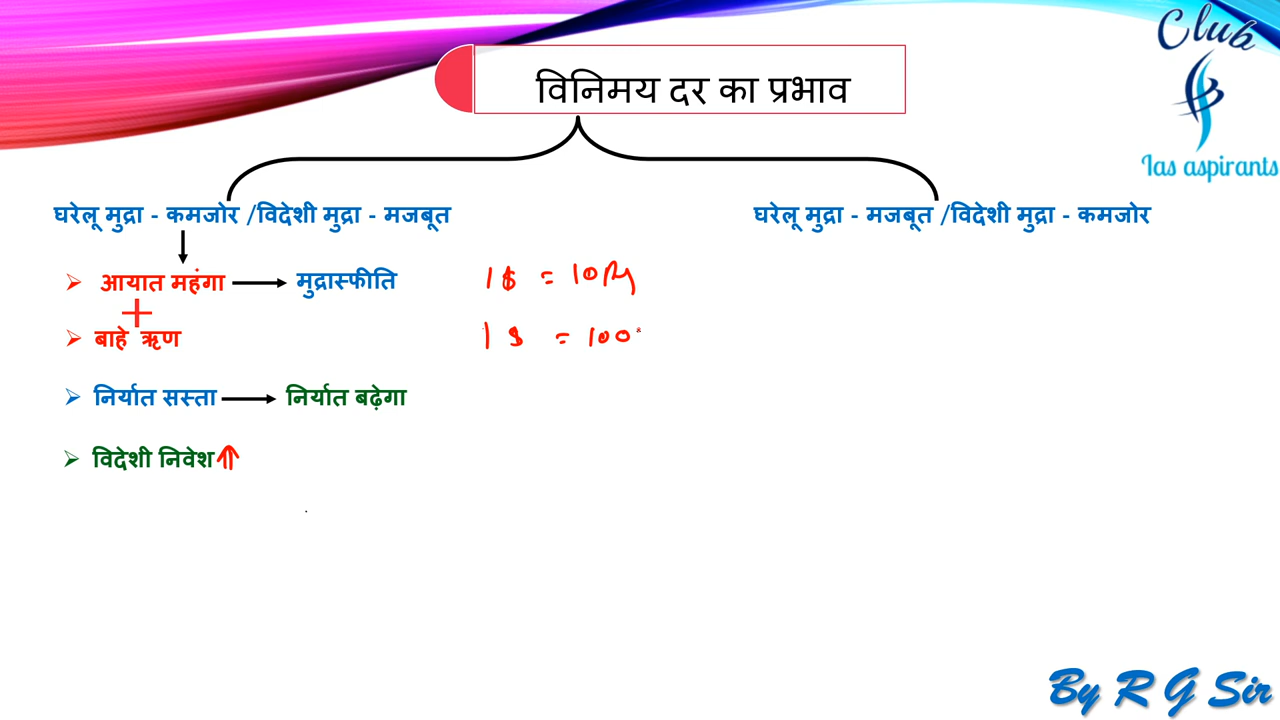 Club
Ias aspirants
विनिमय दर का प्रभाव
घरेलू मुद्रा - कमजोर /विदेशी मुद्रा - मजबूत
घरेलू मुद्रा - मजबूत /विदेशी मुद्रा - कमजोर
➢ आयात महंगा → मुद्रास्फीति
1$ = 10
+
➢ बाहे ऋण
1 $ = 100
➢ निर्यात सस्ता → निर्यात बढ़ेगा
➢ विदेशी निवेश ⇑
By R G Sir